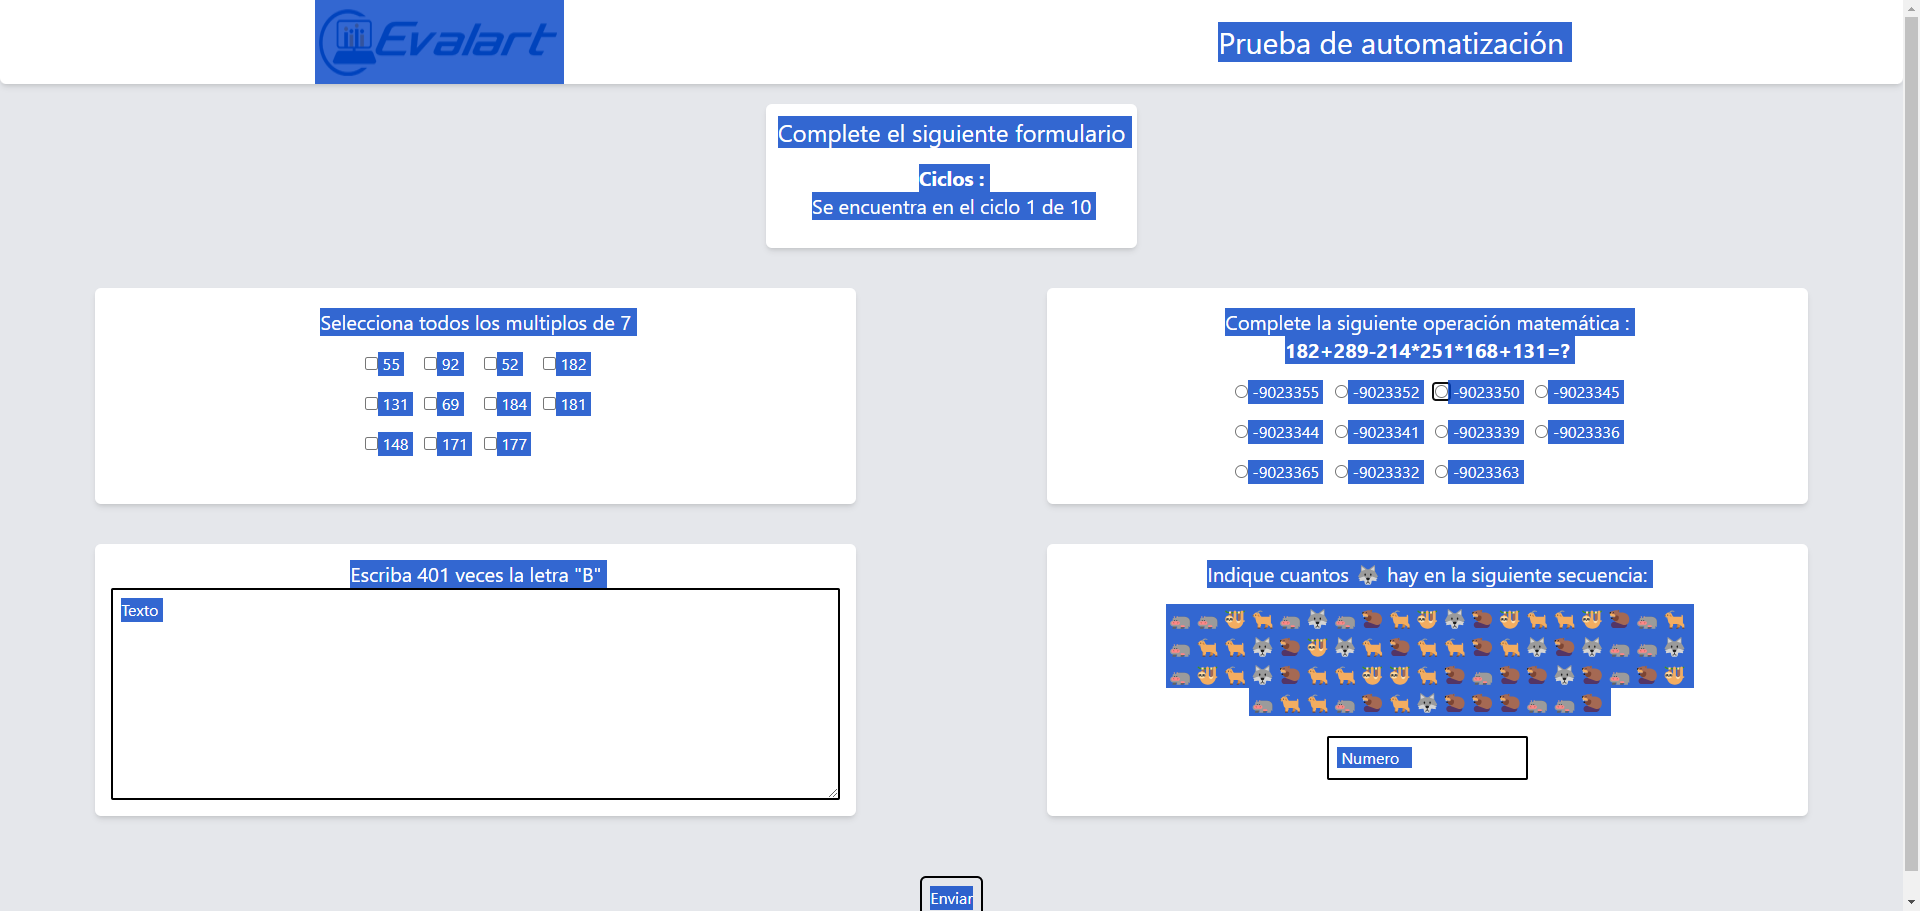 Evalart
Prueba de automatización
Complete el siguiente formulario
Ciclos :
Se encuentra en el ciclo 1 de 10
Selecciona todos los multiplos de 7
55 92 52 182
131 69 184 181
148 171 177
Complete la siguiente operación matemática :
182+289-214*251*168+131=?
-9023355 -9023352 -9023350 -9023345
-9023344 -9023341 -9023339 -9023336
-9023365 -9023332 -9023363
Escriba 401 veces la letra "B"
Texto
Indique cuantos 🐺 hay en la siguiente secuencia:
Numero
Enviar